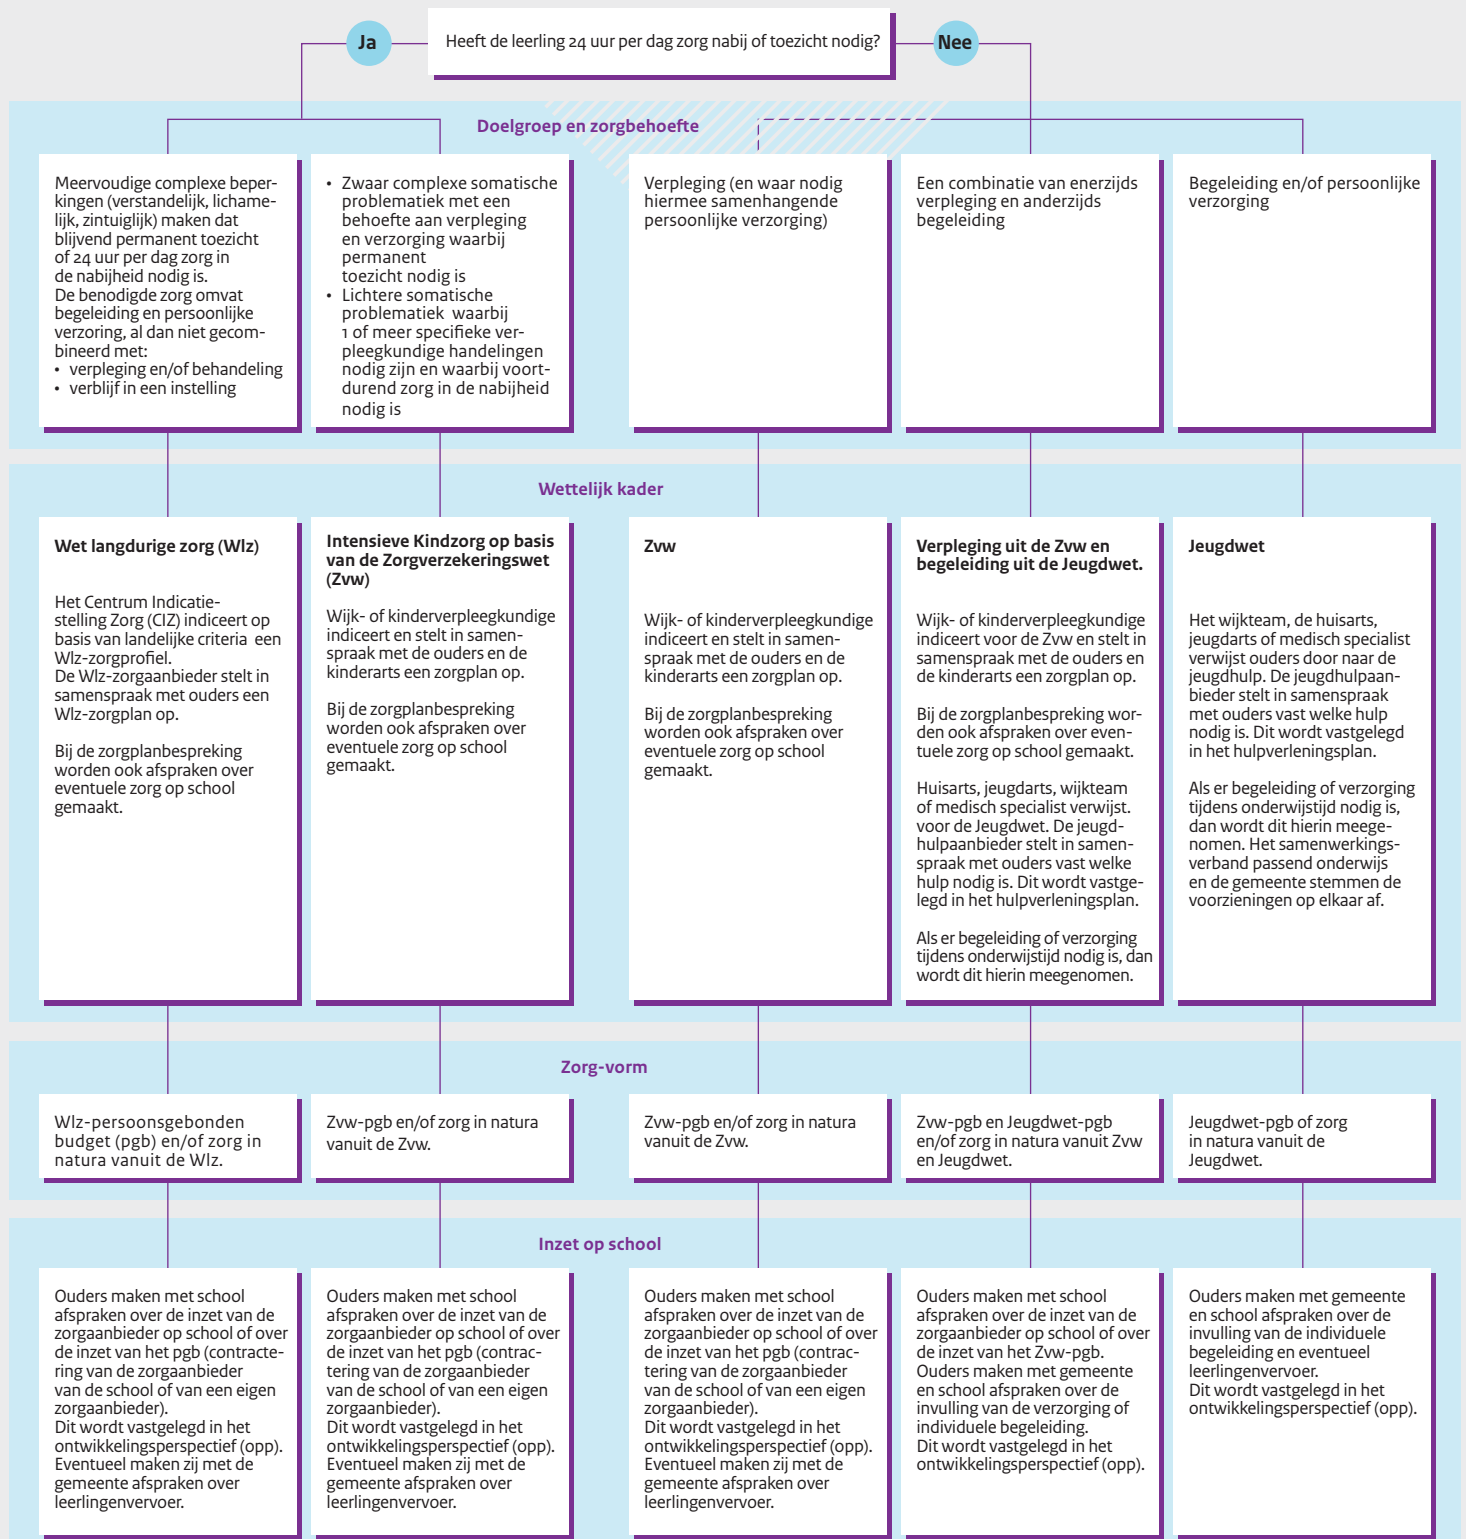 Ja
Heeft de leerling 24 uur per dag zorg nabij of toezicht nodig?
Nee
Doelgroep en zorgbehoefte
Meervoudige complexe beper-
kingen (verstandelijk, lichame-
lijk, zintuiglijk) maken dat
blijvend permanent toezicht
of 24 uur per dag zorg in
de nabijheid nodig is.
De benodigde zorg omvat
begeleiding en persoonlijke
verzoring, al dan niet gecom-
bineerd met:
• verpleging en/of behandeling
• verblijf in een instelling
• Zwaar complexe somatische
problematiek met een
behoefte aan verpleging
en verzorging waarbij
permanent
toezicht nodig is
• Lichtere somatische
problematiek waarbij
1 of meer specifieke ver-
pleegkundige handelingen
nodig zijn en waarbij voort-
durend zorg in de nabijheid
nodig is
Verpleging (en waar nodig
hiermee samenhangende
persoonlijke verzorging)
Een combinatie van enerzijds
verpleging en anderzijds
begeleiding
Begeleiding en/of persoonlijke
verzorging
Wettelijk kader
Wet langdurige zorg (Wlz)
Het Centrum Indicatie-
stelling Zorg (CIZ) indiceert op
basis van landelijke criteria een
Wlz-zorgprofiel.
De Wlz-zorgaanbieder stelt in
samenspraak met ouders een
Wlz-zorgplan op.
Bij de zorgplanbespreking
worden ook afspraken over
eventuele zorg op school
gemaakt.
Intensieve Kindzorg op basis
van de Zorgverzekeringswet
(Zvw)
Wijk- of kinderverpleegkundige
indiceert en stelt in samen-
spraak met de ouders en de
kinderarts een zorgplan op.
Bij de zorgplanbespreking
worden ook afspraken over
eventuele zorg op school
gemaakt.
Zvw
Wijk- of kinderverpleegkundige
indiceert en stelt in samen-
spraak met de ouders en de
kinderarts een zorgplan op.
Bij de zorgplanbespreking
worden ook afspraken over
eventuele zorg op school
gemaakt.
Verpleging uit de Zvw en
begeleiding uit de Jeugdwet.
Wijk- of kinderverpleegkundige
indiceert voor de Zvw en stelt in
samenspraak met de ouders en
de kinderarts een zorgplan op.
Bij de zorgplanbespreking wor-
den ook afspraken over even-
tuele zorg op school gemaakt.
Huisarts, jeugdarts, wijkteam
of medisch specialist verwijst.
voor de Jeugdwet. De jeugd-
hulpaanbieder stelt in samen-
spraak met ouders vast welke
hulp nodig is. Dit wordt vastge-
legd in het hulpverleningsplan.
Als er begeleiding of verzorging
tijdens onderwijstijd nodig is, dan
wordt dit hierin meegenomen.
Jeugdwet
Het wijkteam, de huisarts,
jeugdarts of medisch specialist
verwijst ouders door naar de
jeugdhulp. De jeugdhulpaan-
bieder stelt in samenspraak
met ouders vast welke hulp
nodig is. Dit wordt vastgelegd
in het hulpverleningsplan.
Als er begeleiding of verzorging
tijdens onderwijstijd nodig is,
dan wordt dit hierin meege-
nomen. Het samenwerkings-
verband passend onderwijs
en de gemeente stemmen de
voorzieningen op elkaar af.
Zorg-vorm
Wlz-persoonsgebonden
budget (pgb) en/of zorg in
natura vanuit de Wlz.
Zvw-pgb en/of zorg in natura
vanuit de Zvw.
Zvw-pgb en/of zorg in natura
vanuit de Zvw.
Zvw-pgb en Jeugdwet-pgb
en/of zorg in natura vanuit Zvw
en Jeugdwet.
Jeugdwet-pgb of zorg
in natura vanuit de
Jeugdwet.
Inzet op school
Ouders maken met school
afspraken over de inzet van de
zorgaanbieder op school of over
de inzet van het pgb (contracte-
ring van de zorgaanbieder
van de school of van een eigen
zorgaanbieder).
Dit wordt vastgelegd in het
ontwikkelingsperspectief (opp).
Eventueel maken zij met de
gemeente afspraken over
leerlingenvervoer.
Ouders maken met school
afspraken over de inzet van de
zorgaanbieder op school of over
de inzet van het pgb (contrac-
tering van de zorgaanbieder
van de school of van een eigen
zorgaanbieder).
Dit wordt vastgelegd in het
ontwikkelingsperspectief (opp).
Eventueel maken zij met de
gemeente afspraken over
leerlingenvervoer.
Ouders maken met school
afspraken over de inzet van de
zorgaanbieder op school of over
de inzet van het pgb (contrac-
tering van de zorgaanbieder
van de school of van een eigen
zorgaanbieder).
Dit wordt vastgelegd in het
ontwikkelingsperspectief (opp).
Eventueel maken zij met de
gemeente afspraken over
leerlingenvervoer.
Ouders maken met school
afspraken over de inzet van de
zorgaanbieder op school of over
de inzet van het Zvw-pgb.
Ouders maken met gemeente
en school afspraken over de
invulling van de verzorging of
individuele begeleiding.
Dit wordt vastgelegd in het
ontwikkelingsperspectief (opp).
Ouders maken met gemeente
en school afspraken over de
invulling van de individuele
begeleiding en eventueel
leerlingenvervoer.
Dit wordt vastgelegd in het
ontwikkelingsperspectief (opp).